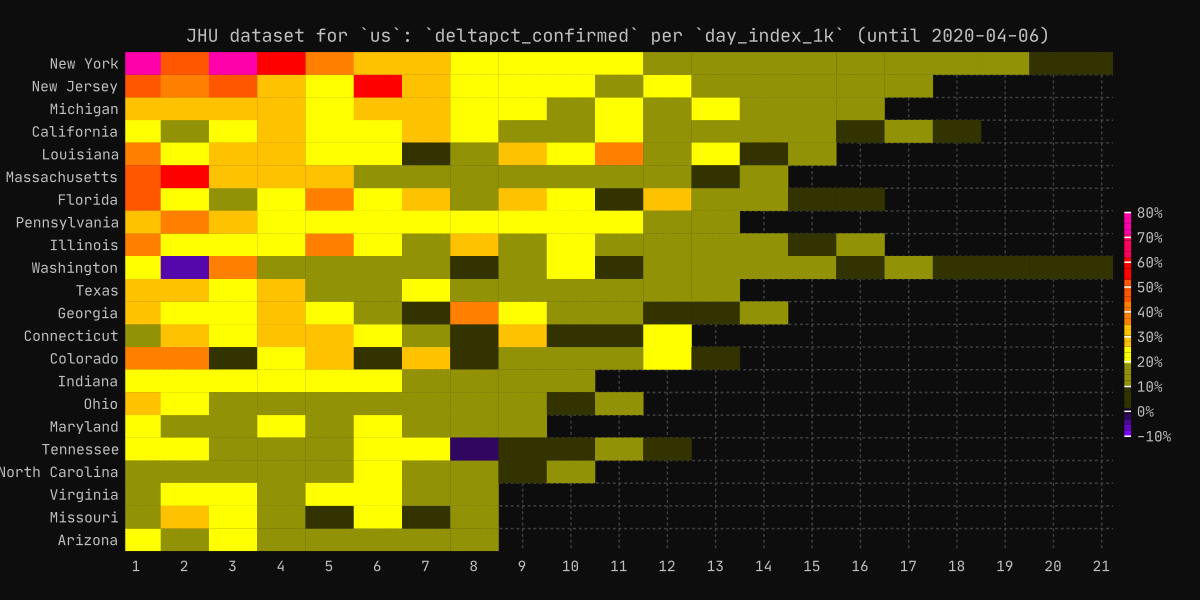 JHU dataset for `us`: `deltapct_confirmed` per `day_index_1k` (until 2020-04-06)
New York
New Jersey
Michigan
California
Louisiana
Massachusetts
Florida
Pennsylvania
Illinois
Washington
Texas
Georgia
Connecticut
Colorado
Indiana
Ohio
Maryland
Tennessee
North Carolina
Virginia
Missouri
Arizona
1 2 3 4 5 6 7 8 9 10 11 12 13 14 15 16 17 18 19 20 21
80%
70%
60%
50%
40%
30%
20%
10%
0%
-10%